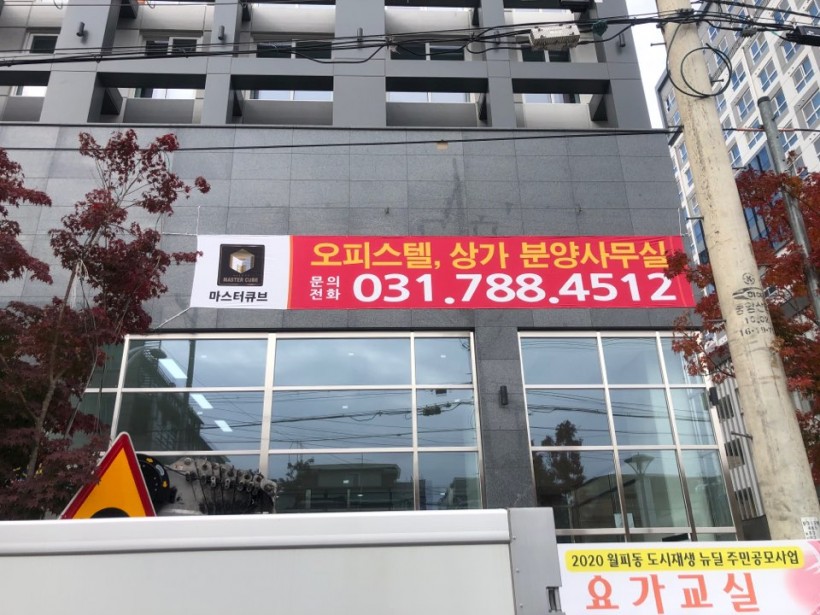 오피스텔, 상가 분양사무실
MASTER CUBE
마스터큐브
문의
전화
031.788.4512
2020 월피동 도시재생 뉴딜 주민공모사업
요가교실